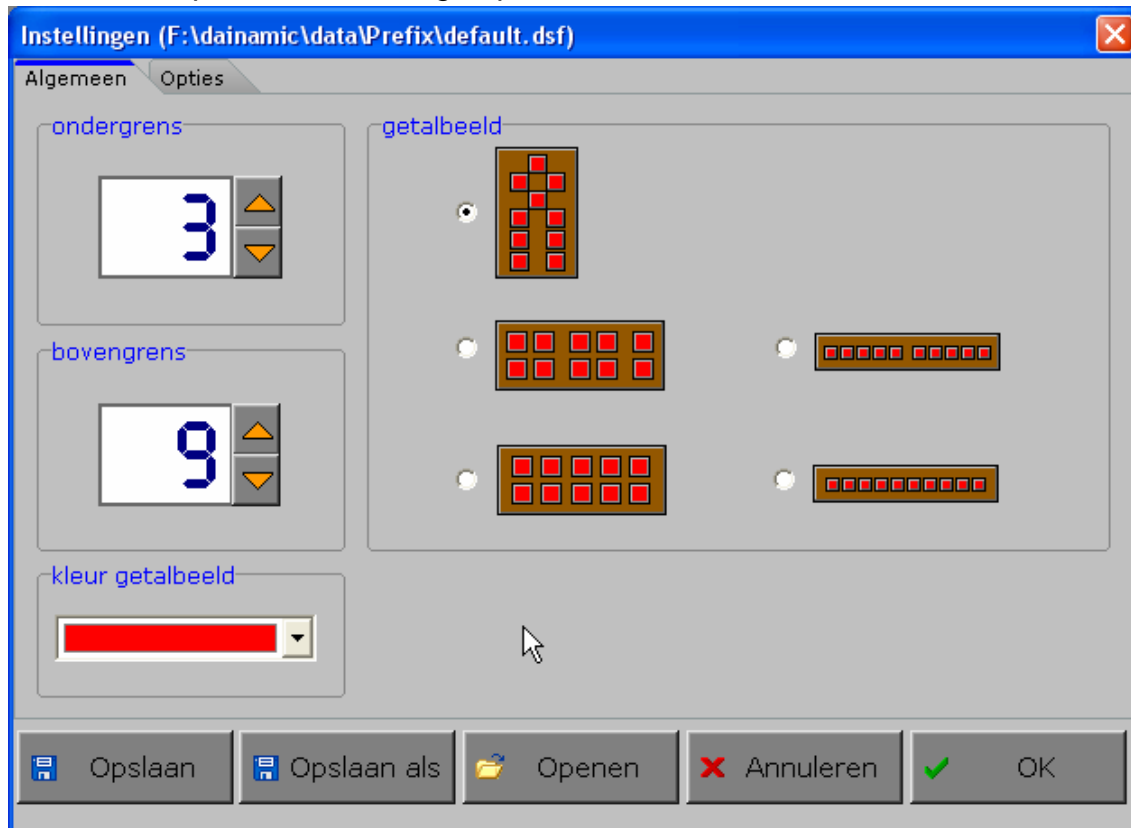 Instellingen (F:\dainamic\data\Prefix\default.dsf)
Algemeen Opties
ondergrens
3
getalbeeld
bovengrens
9
kleur getalbeeld
Opslaan Opslaan als Openen Annuleren OK